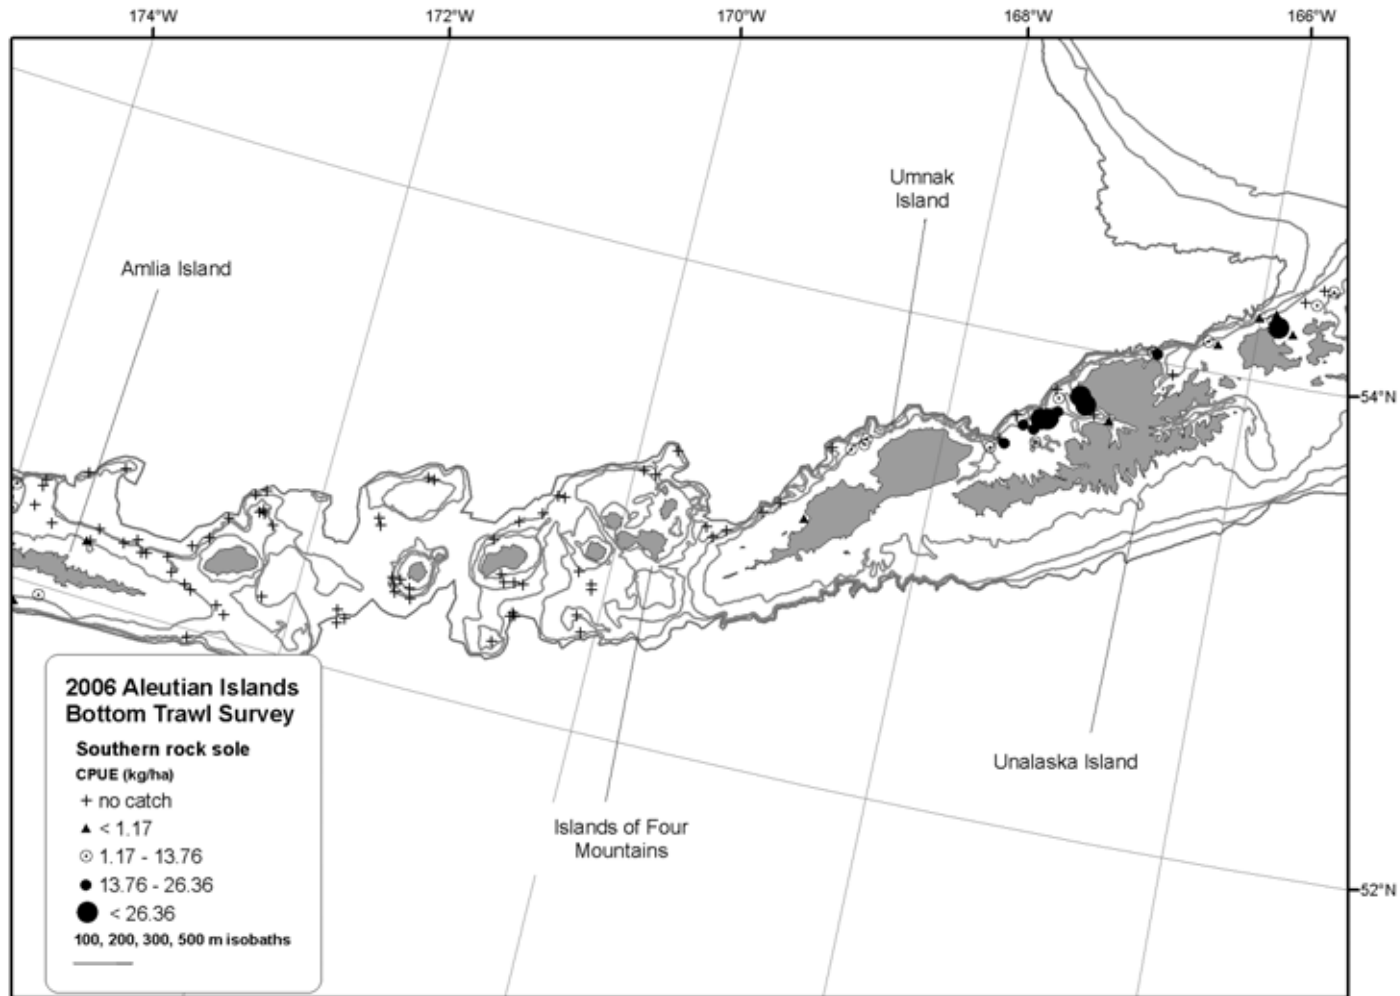 174°W 172°W 170°W 168°W 166°W
Umnak
Island
Amlia Island
54°N
2006 Aleutian Islands
Bottom Trawl Survey
Southern rock sole
CPUE (kg/ha)
+ no catch
▲ < 1.17
⊙ 1.17 - 13.76
● 13.76 - 26.36
● < 26.36
100, 200, 300, 500 m isobaths
Unalaska Island
Islands of Four
Mountains
52°N